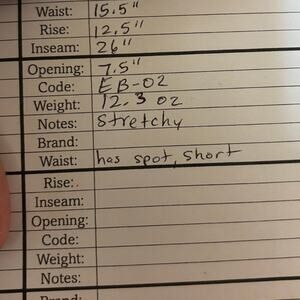 Waist: 15.5"
Rise: 12.5"
Inseam: 26"
Opening: 7.5"
Code: EB-02
Weight: 12.3 oz
Notes: Stretchy
Brand:
Waist: has spot, short
Rise:
Inseam:
Opening:
Code:
Weight:
Notes:
Brand: